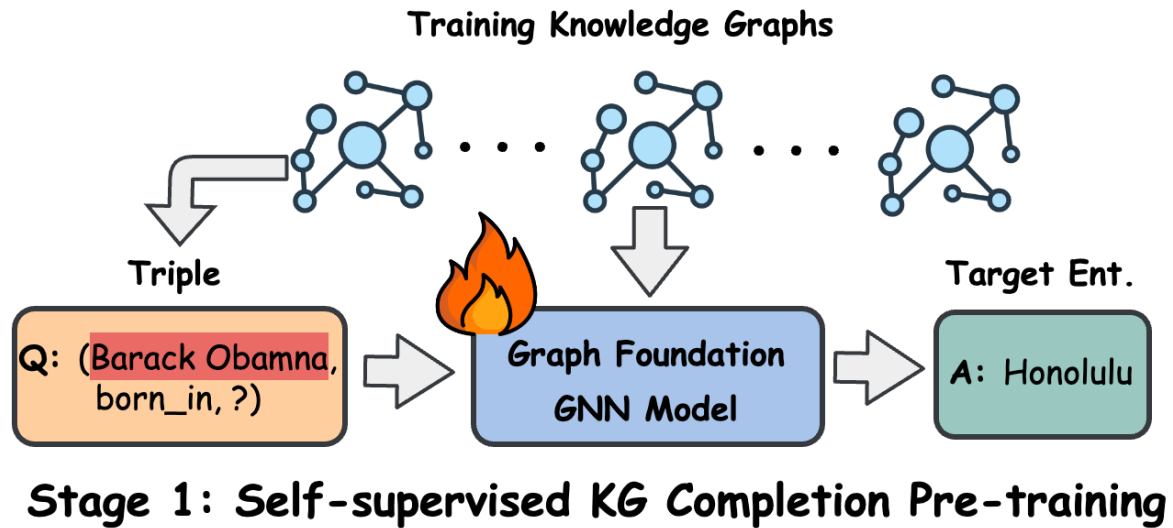 Training Knowledge Graphs
Triple
Target Ent.
Q: (Barack Obamna,
born_in, ?)
Graph Foundation
GNN Model
A: Honolulu
Stage 1: Self-supervised KG Completion Pre-training